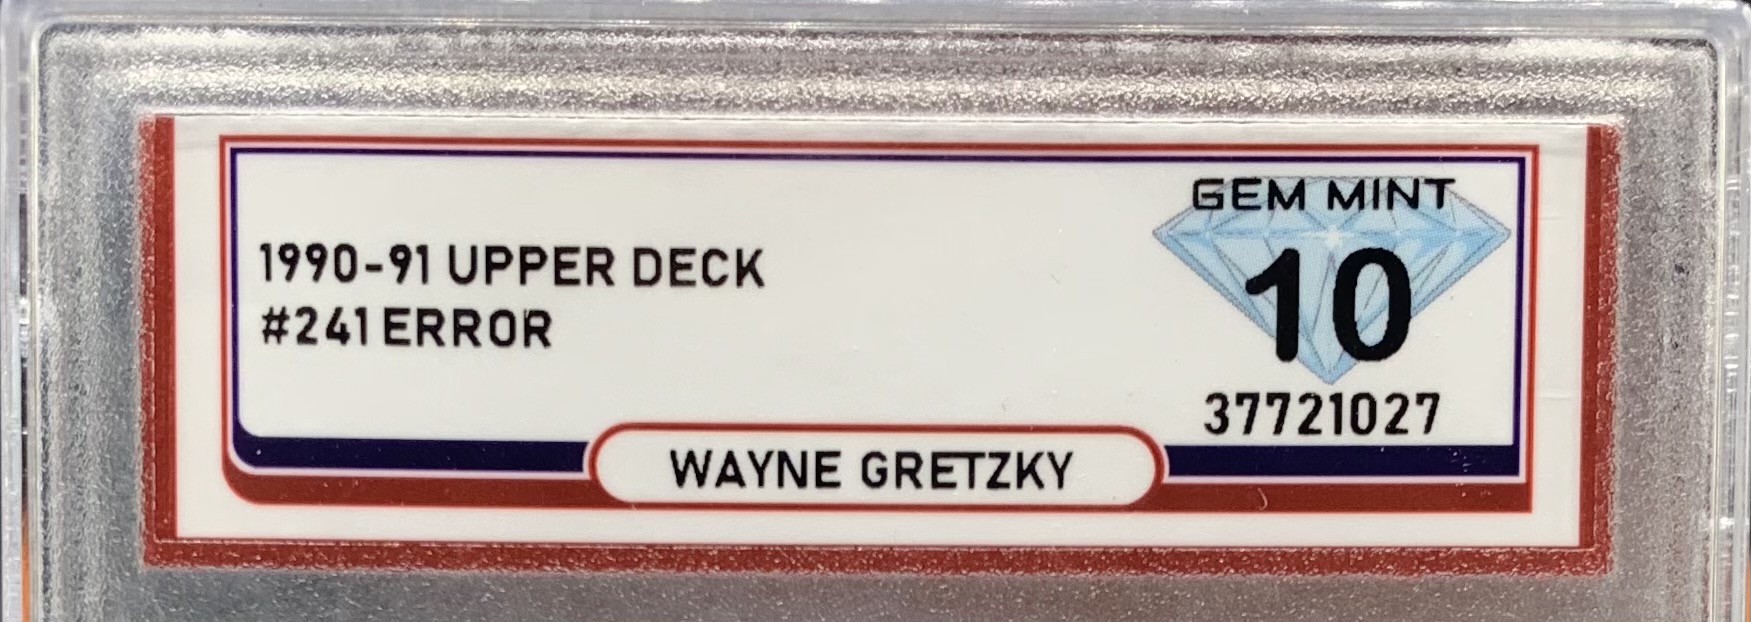 1990-91 UPPER DECK
#241 ERROR
GEM MINT
10
37721027
WAYNE GRETZKY